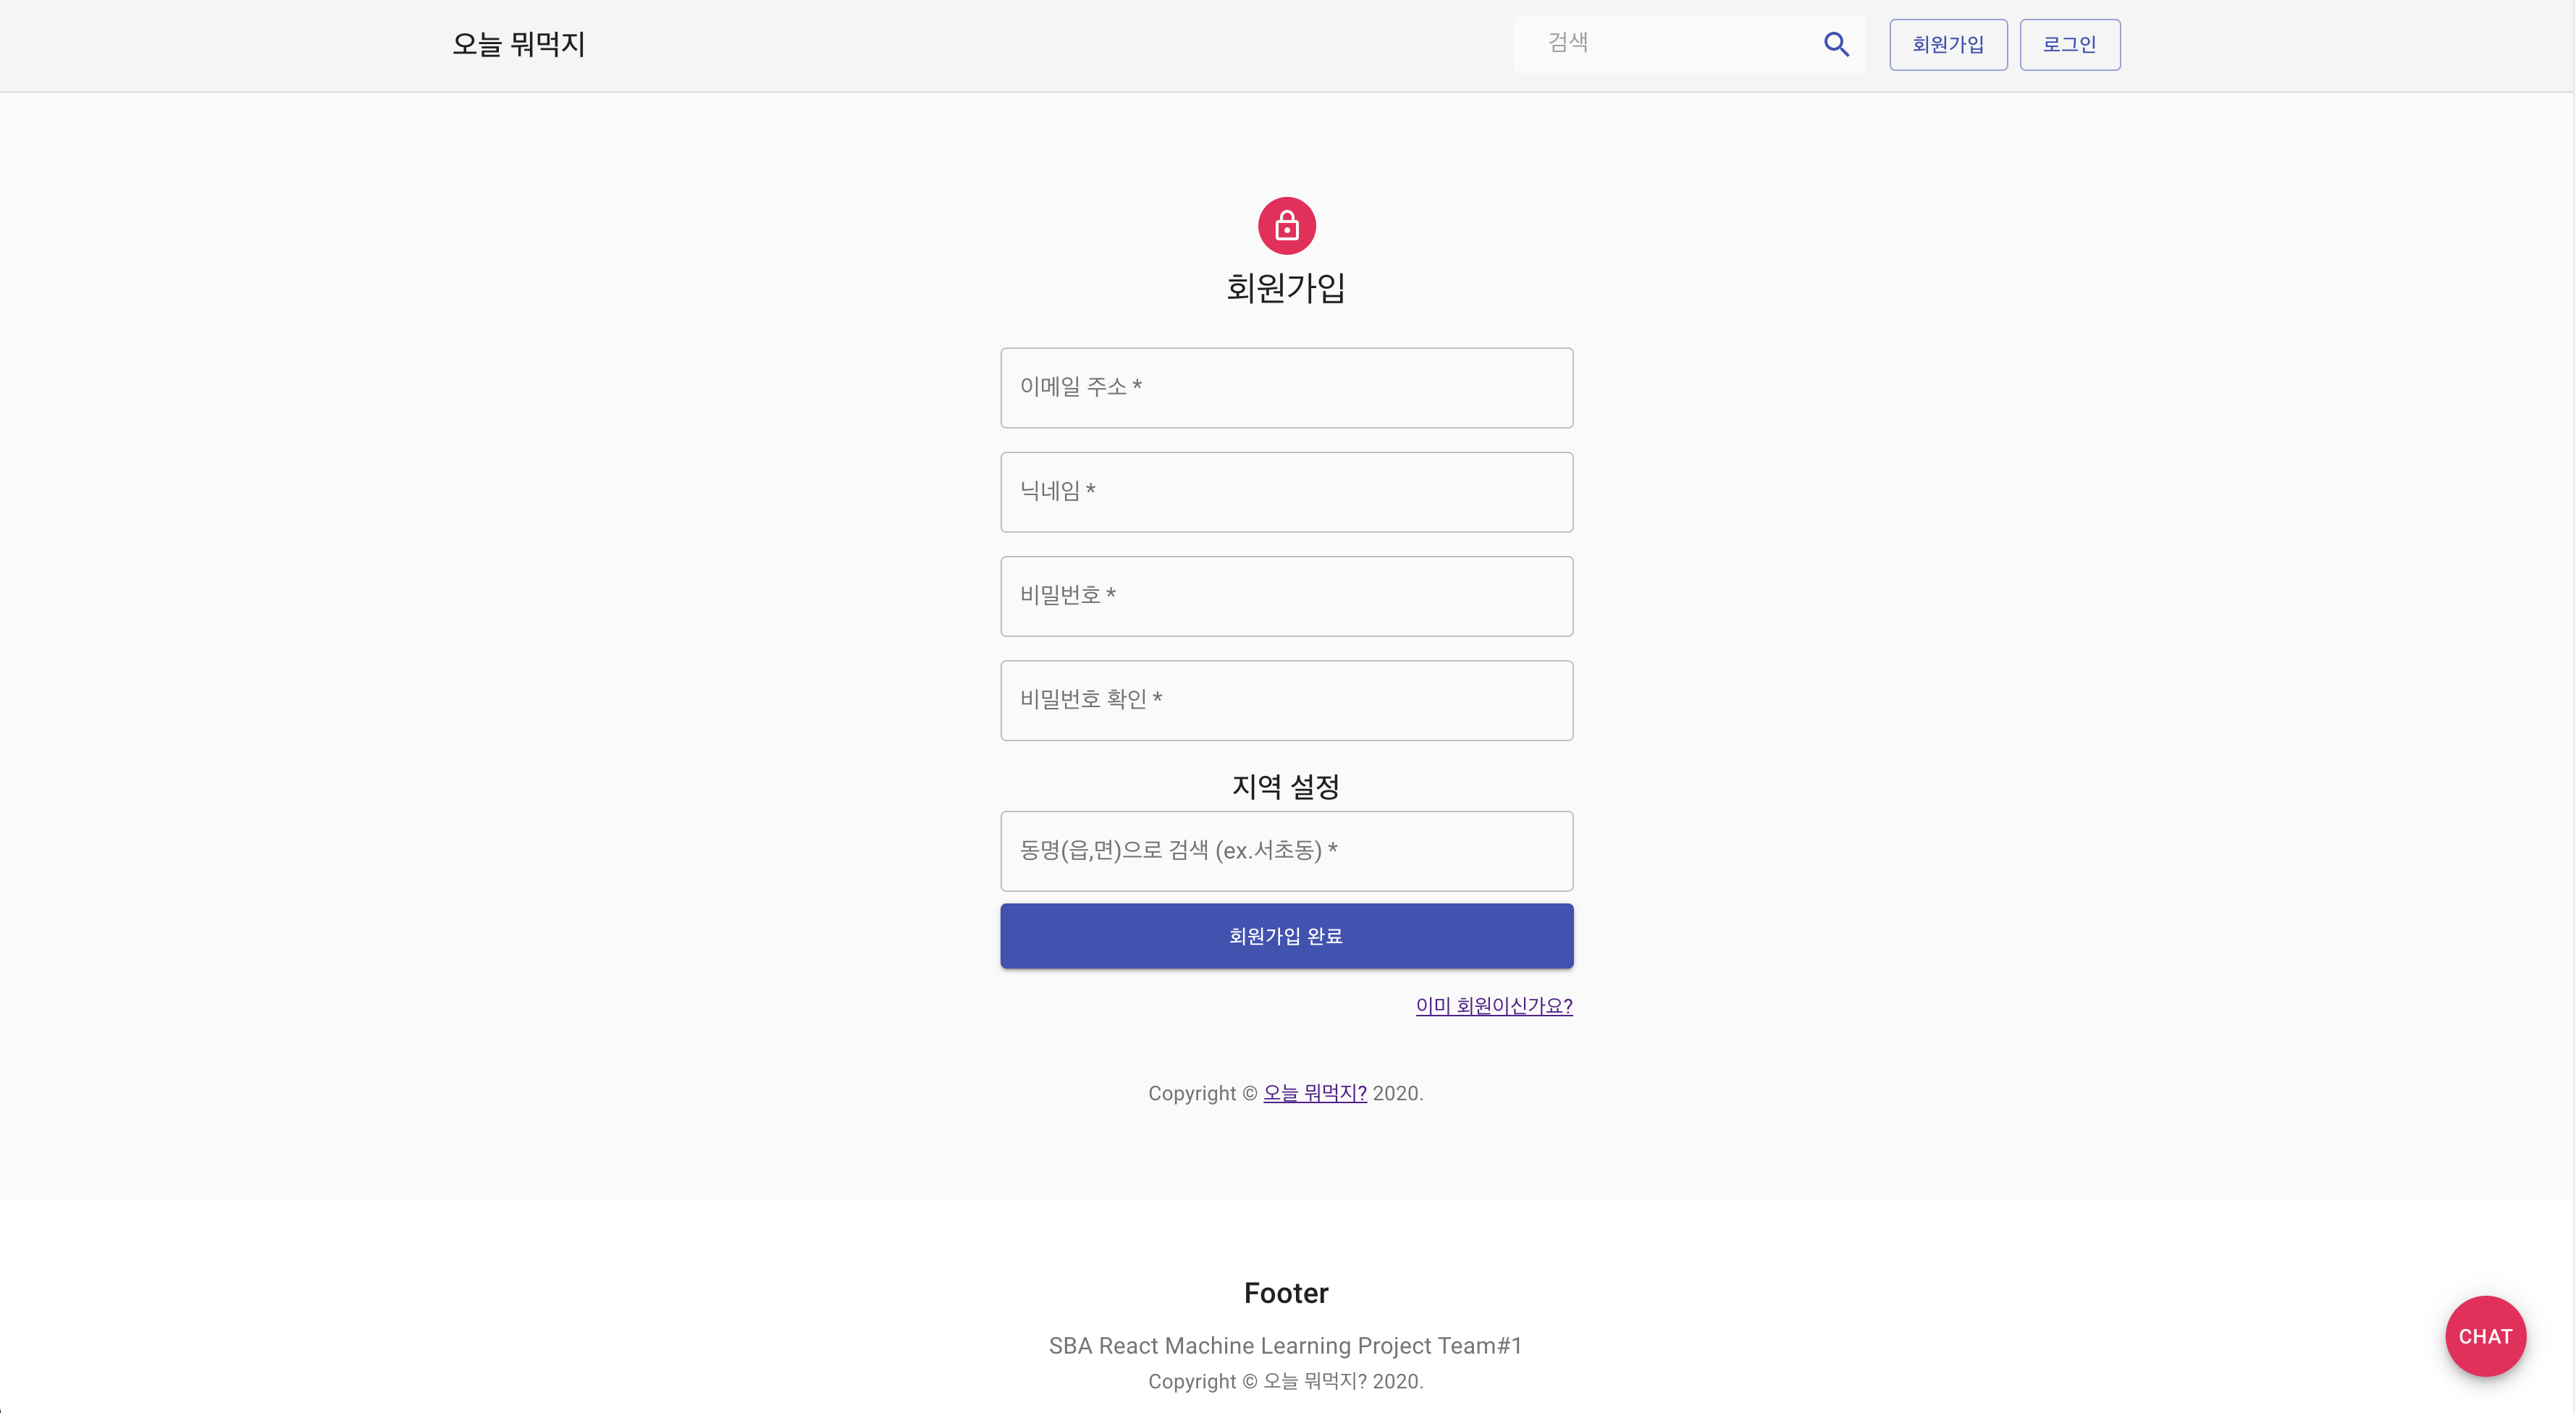 오늘 뭐먹지
검색
회원가입
로그인
회원가입
이메일 주소 *
닉네임 *
비밀번호 *
비밀번호 확인 *
지역 설정
동명(읍,면)으로 검색 (ex.서초동) *
회원가입 완료
이미 회원이신가요?
Copyright © 오늘 뭐먹지? 2020.
Footer
SBA React Machine Learning Project Team#1
Copyright © 오늘 뭐먹지? 2020.
CHAT